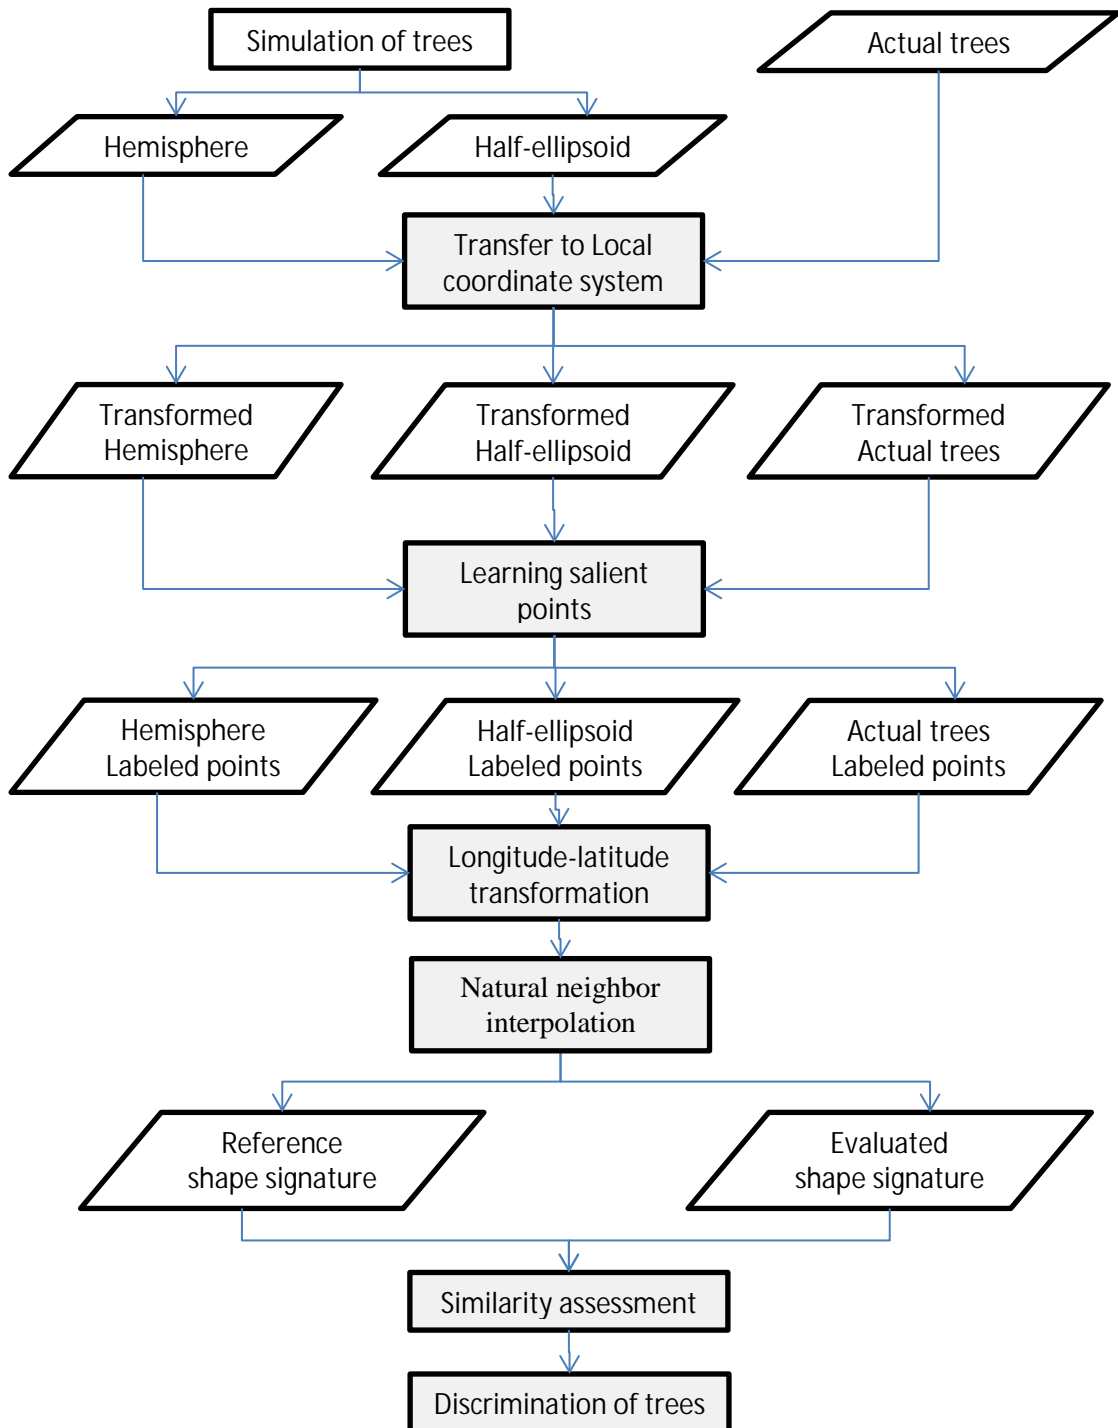 Simulation of trees
Actual trees
Hemisphere
Half-ellipsoid
Transfer to Local
coordinate system
Transformed
Hemisphere
Transformed
Half-ellipsoid
Transformed
Actual trees
Learning salient
points
Hemisphere
Labeled points
Half-ellipsoid
Labeled points
Actual trees
Labeled points
Longitude-latitude
transformation
Natural neighbor
interpolation
Reference
shape signature
Evaluated
shape signature
Similarity assessment
Discrimination of trees